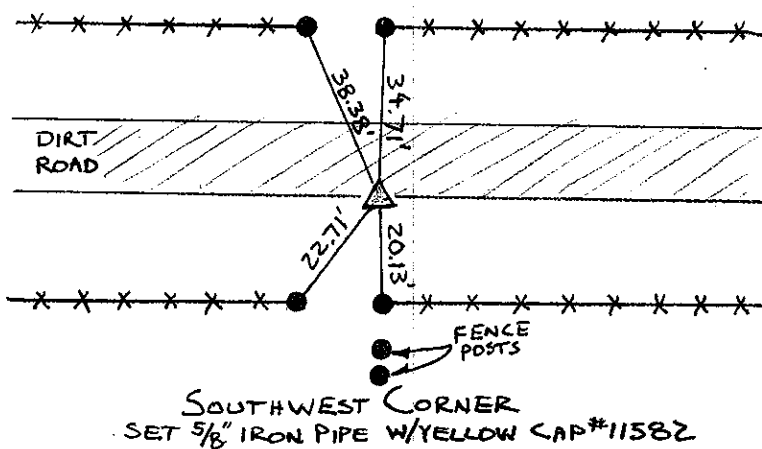 38.38'
34.71'
DIRT
ROAD
22.71'
20.13'
FENCE
POSTS
SOUTHWEST CORNER
SET 5/8" IRON PIPE W/YELLOW CAP #11582